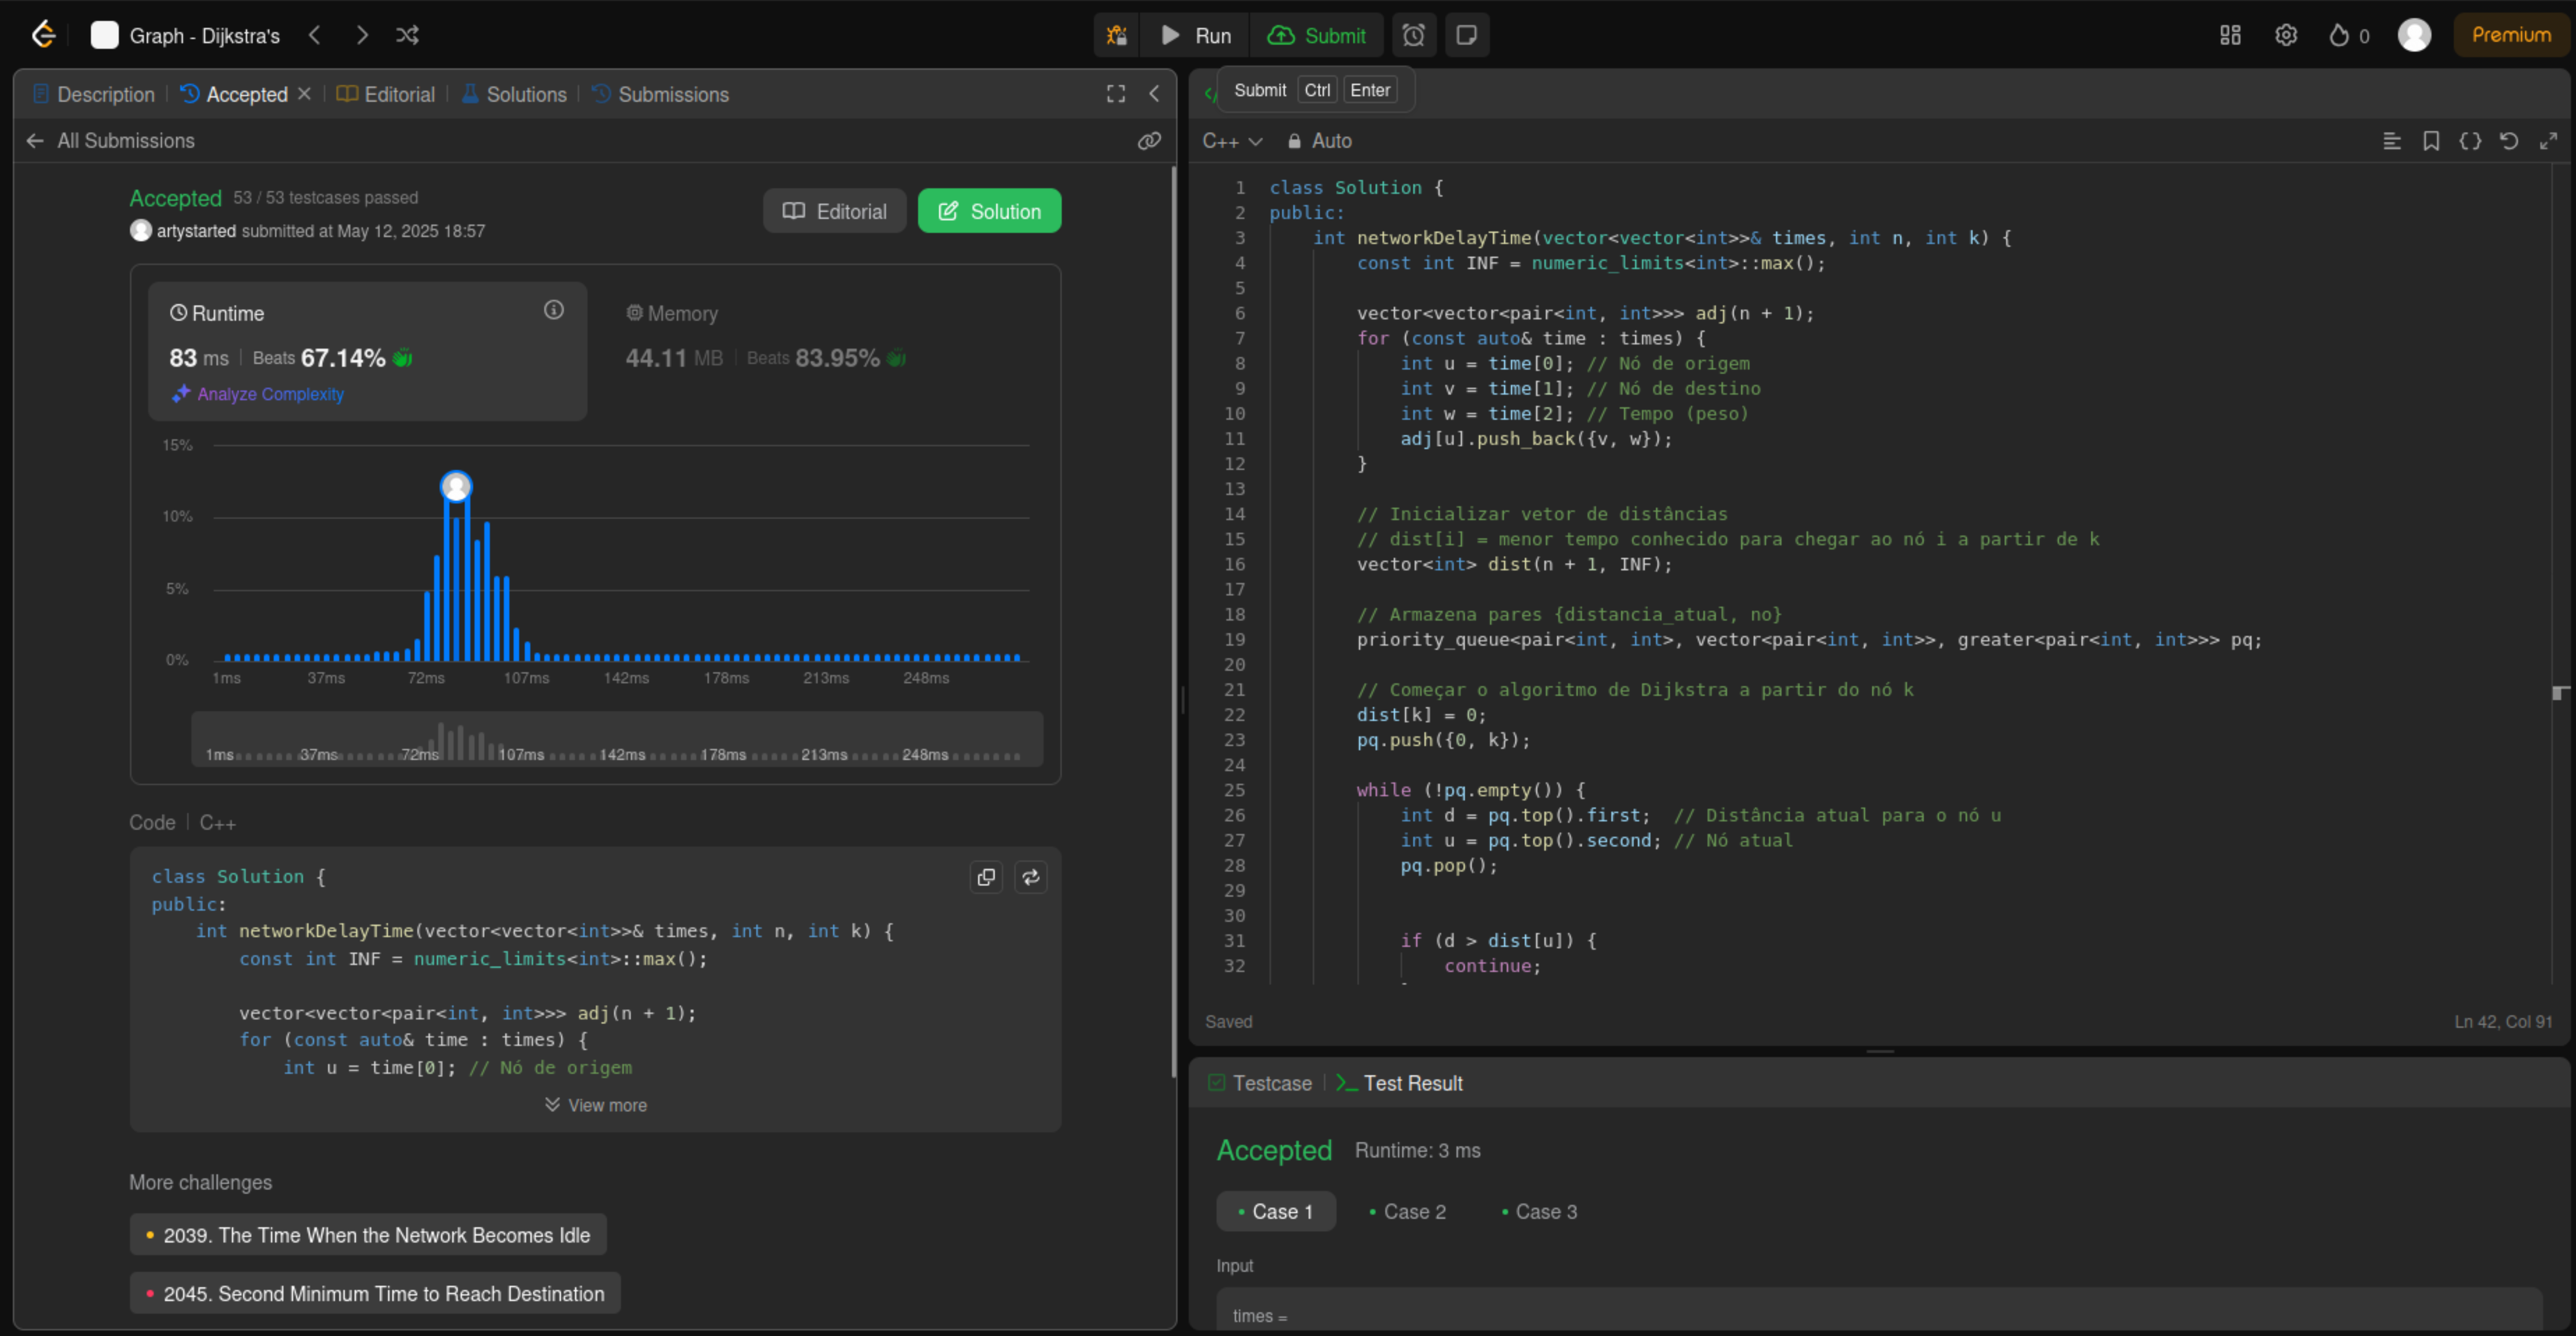 Graph - Dijkstra's
Run
Submit
0
Premium
Description
Accepted
Editorial
Solutions
Submissions
All Submissions
Accepted 53 / 53 testcases passed
artystarted submitted at May 12, 2025 18:57
Editorial
Solution
Runtime
83 ms | Beats 67.14%
Analyze Complexity
Memory
44.11 MB | Beats 83.95%
15%
10%
5%
0%
1ms 37ms 72ms 107ms 142ms 178ms 213ms 248ms
1ms 37ms 72ms 107ms 142ms 178ms 213ms 248ms
Code | C++
class Solution {
public:
    int networkDelayTime(vector<vector<int>>& times, int n, int k) {
        const int INF = numeric_limits<int>::max();
        vector<vector<pair<int, int>>> adj(n + 1);
        for (const auto& time : times) {
            int u = time[0]; // Nó de origem
View more
More challenges
2039. The Time When the Network Becomes Idle
2045. Second Minimum Time to Reach Destination
Submit Ctrl Enter
C++
Auto
1 class Solution {
2 public:
3     int networkDelayTime(vector<vector<int>>& times, int n, int k) {
4         const int INF = numeric_limits<int>::max();
5
6         vector<vector<pair<int, int>>> adj(n + 1);
7         for (const auto& time : times) {
8             int u = time[0]; // Nó de origem
9             int v = time[1]; // Nó de destino
10             int w = time[2]; // Tempo (peso)
11             adj[u].push_back({v, w});
12         }
13
14         // Inicializar vetor de distâncias
15         // dist[i] = menor tempo conhecido para chegar ao nó i a partir de k
16         vector<int> dist(n + 1, INF);
17
18         // Armazena pares {distancia_atual, no}
19         priority_queue<pair<int, int>, vector<pair<int, int>>, greater<pair<int, int>>> pq;
20
21         // Começar o algoritmo de Dijkstra a partir do nó k
22         dist[k] = 0;
23         pq.push({0, k});
24
25         while (!pq.empty()) {
26             int d = pq.top().first;  // Distância atual para o nó u
27             int u = pq.top().second; // Nó atual
28             pq.pop();
29
30
31             if (d > dist[u]) {
32                 continue;
Saved
Ln 42, Col 91
Testcase
Test Result
Accepted Runtime: 3 ms
Case 1
Case 2
Case 3
Input
times =